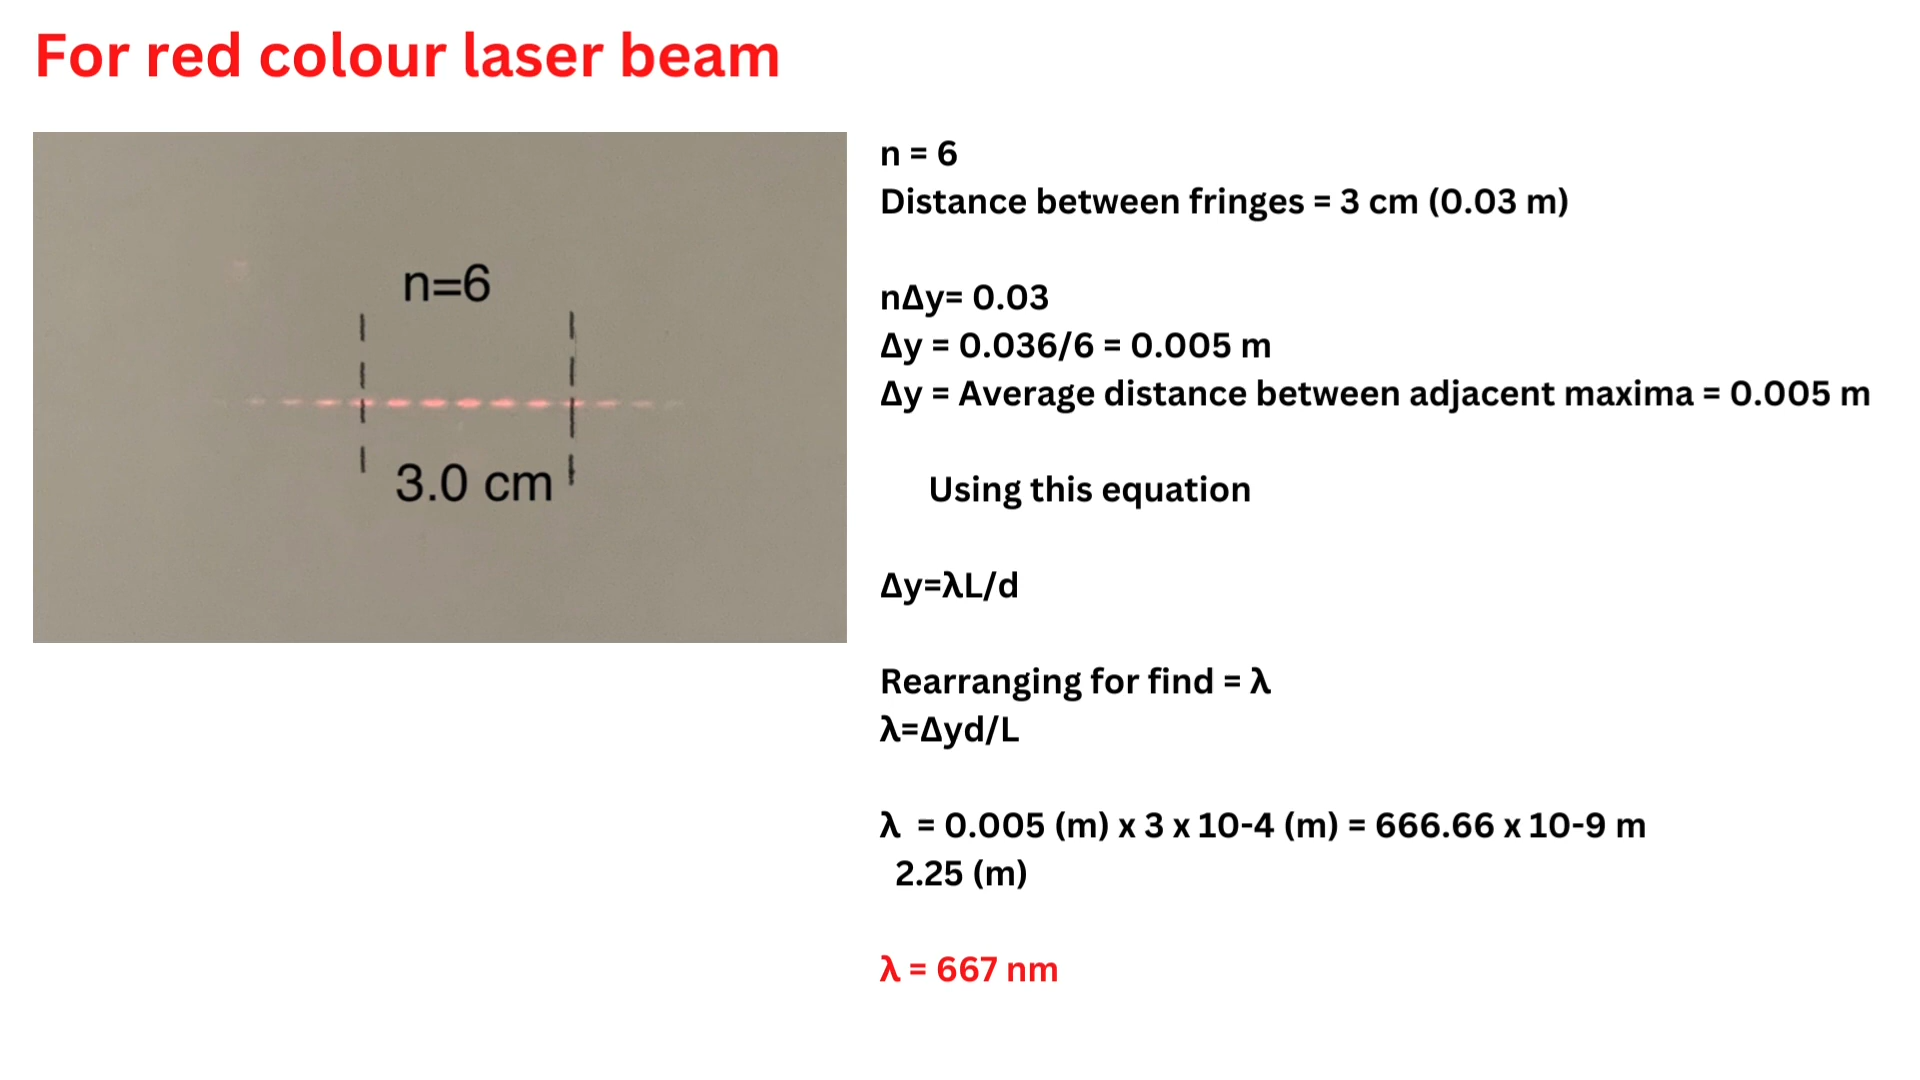 For red colour laser beam
n=6
3.0 cm
n = 6
Distance between fringes = 3 cm (0.03 m)
nΔy= 0.03
Δy = 0.036/6 = 0.005 m
Δy = Average distance between adjacent maxima = 0.005 m
Using this equation
Δy=λL/d
Rearranging for find = λ
λ=Δyd/L
λ = 0.005 (m) x 3 x 10-4 (m) = 666.66 x 10-9 m
2.25 (m)
λ = 667 nm